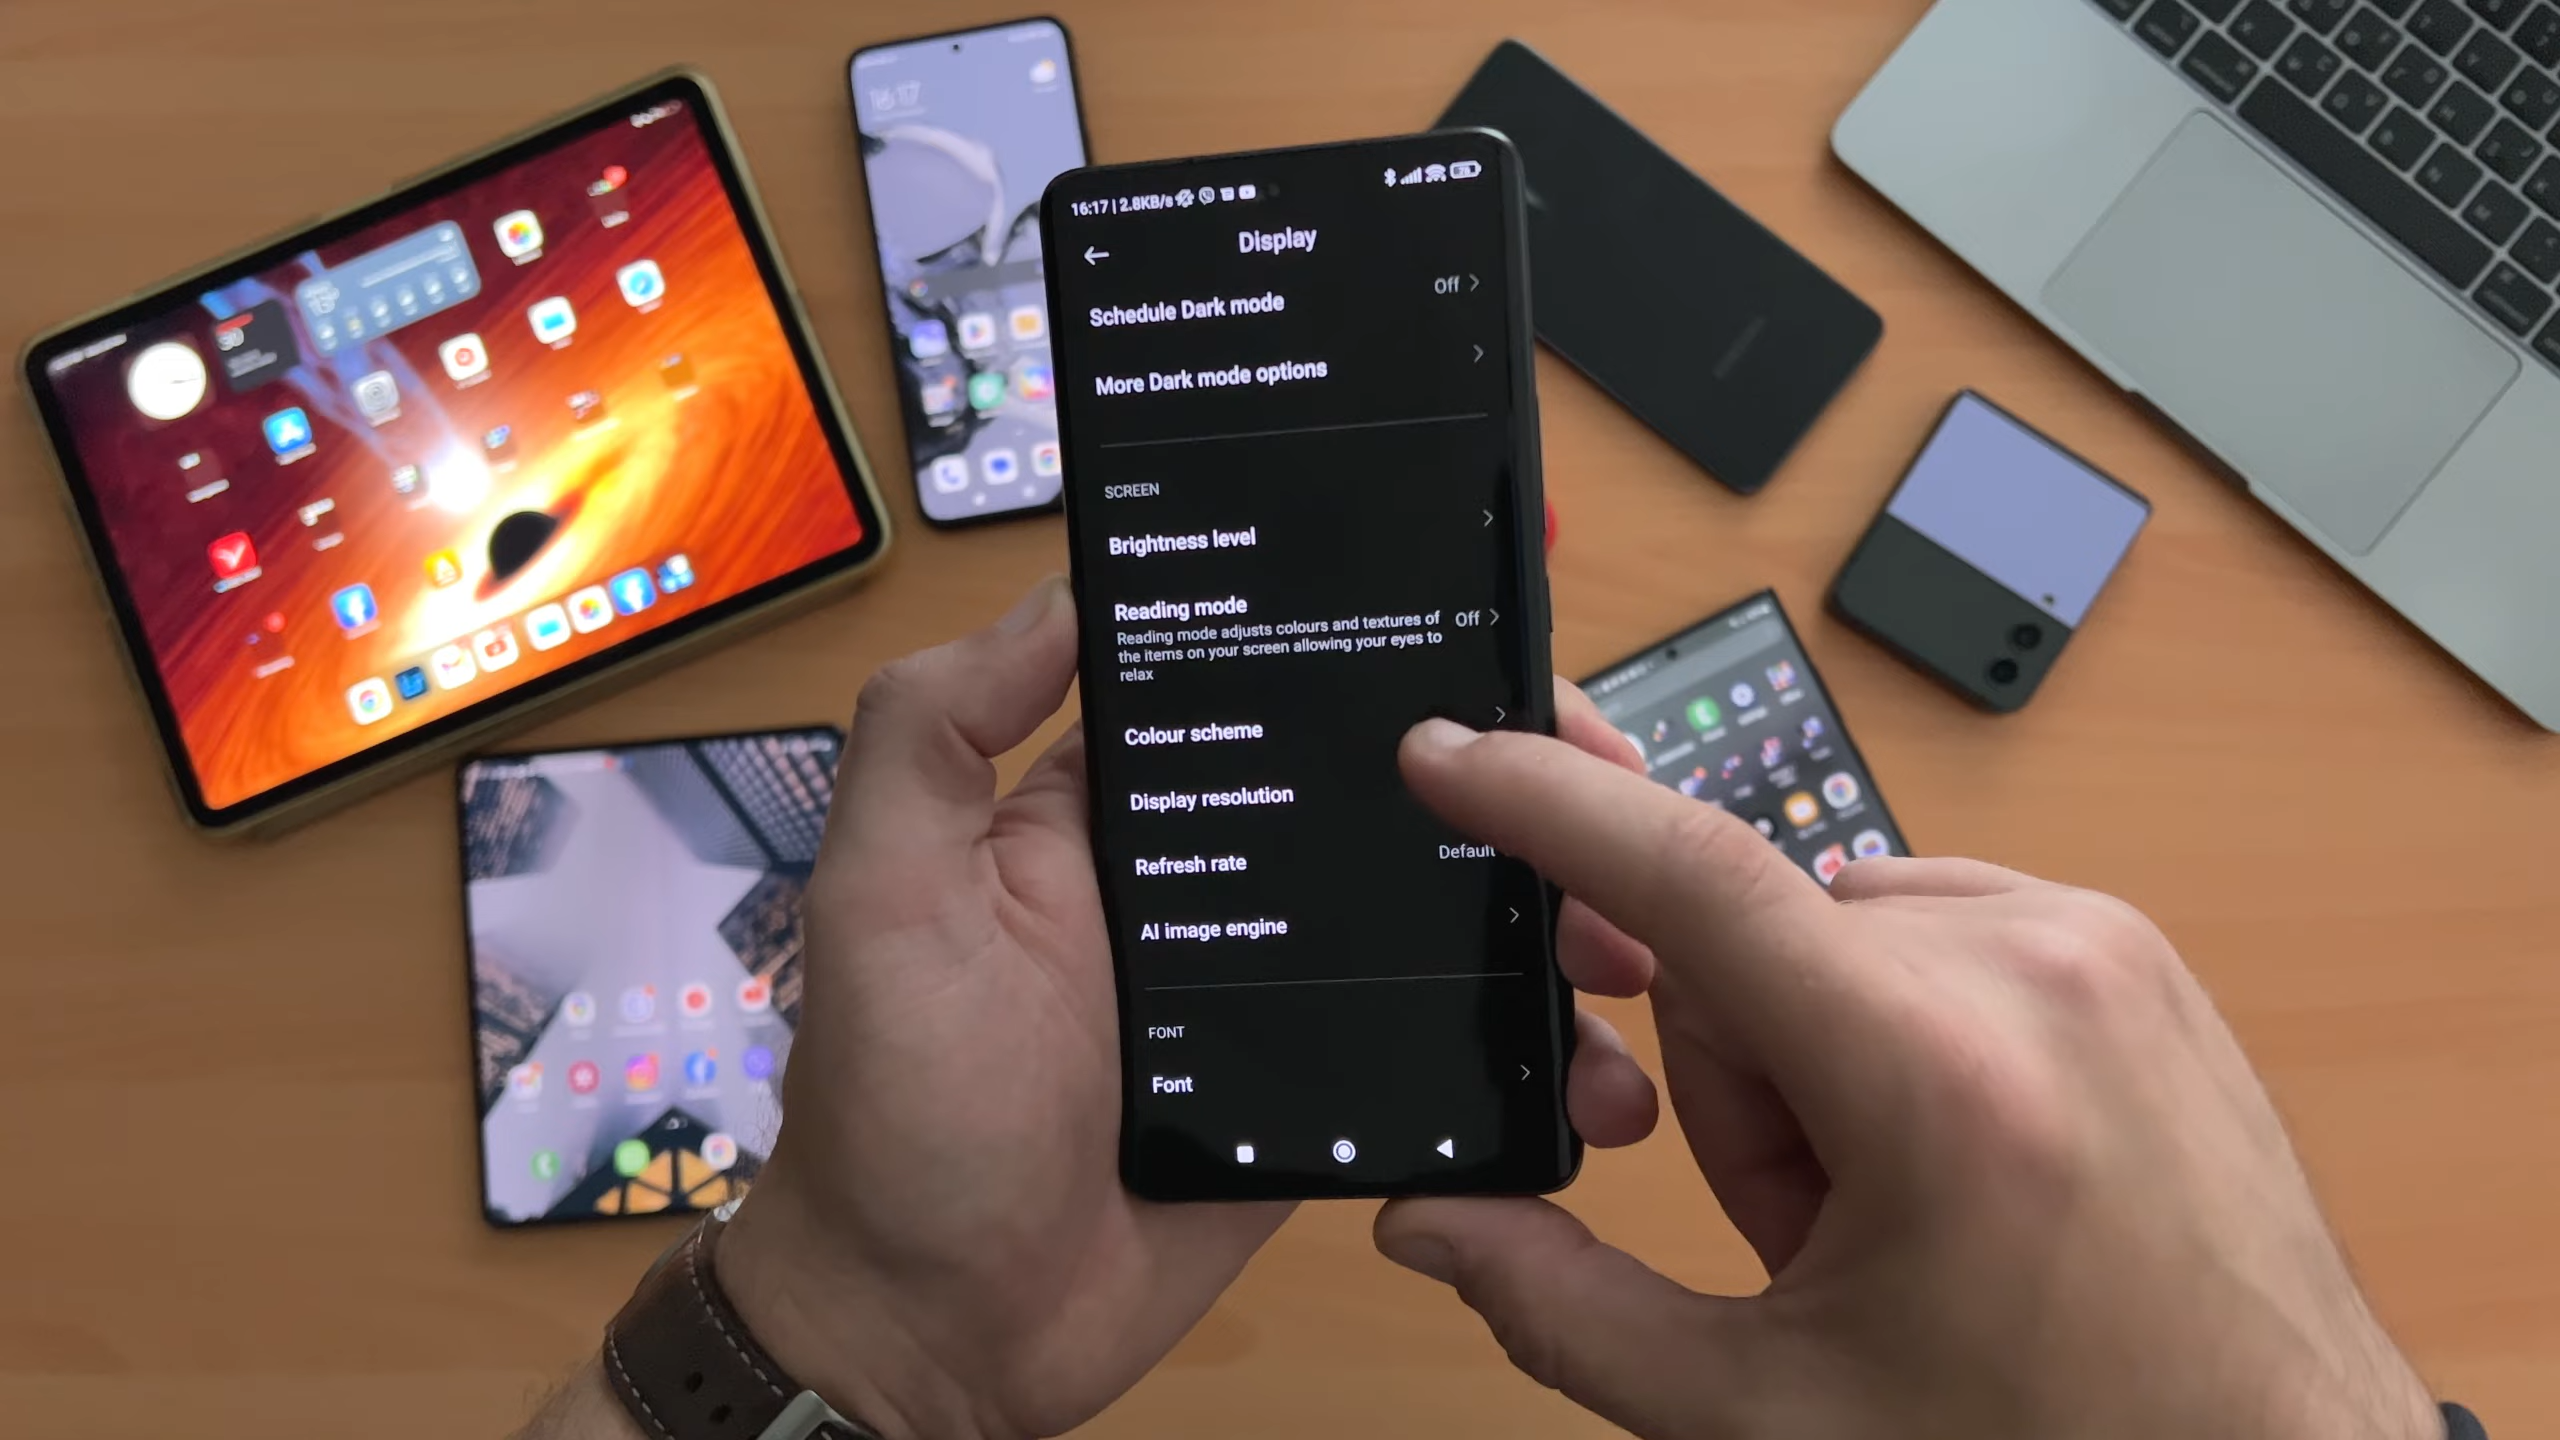 16:17 | 2.8KB/s
Display
Schedule Dark mode
Off
More Dark mode options
SCREEN
Brightness level
Reading mode
Reading mode adjusts colours and textures of
the items on your screen allowing your eyes to
relax
Off
Colour scheme
Display resolution
Refresh rate
Default
AI image engine
FONT
Font